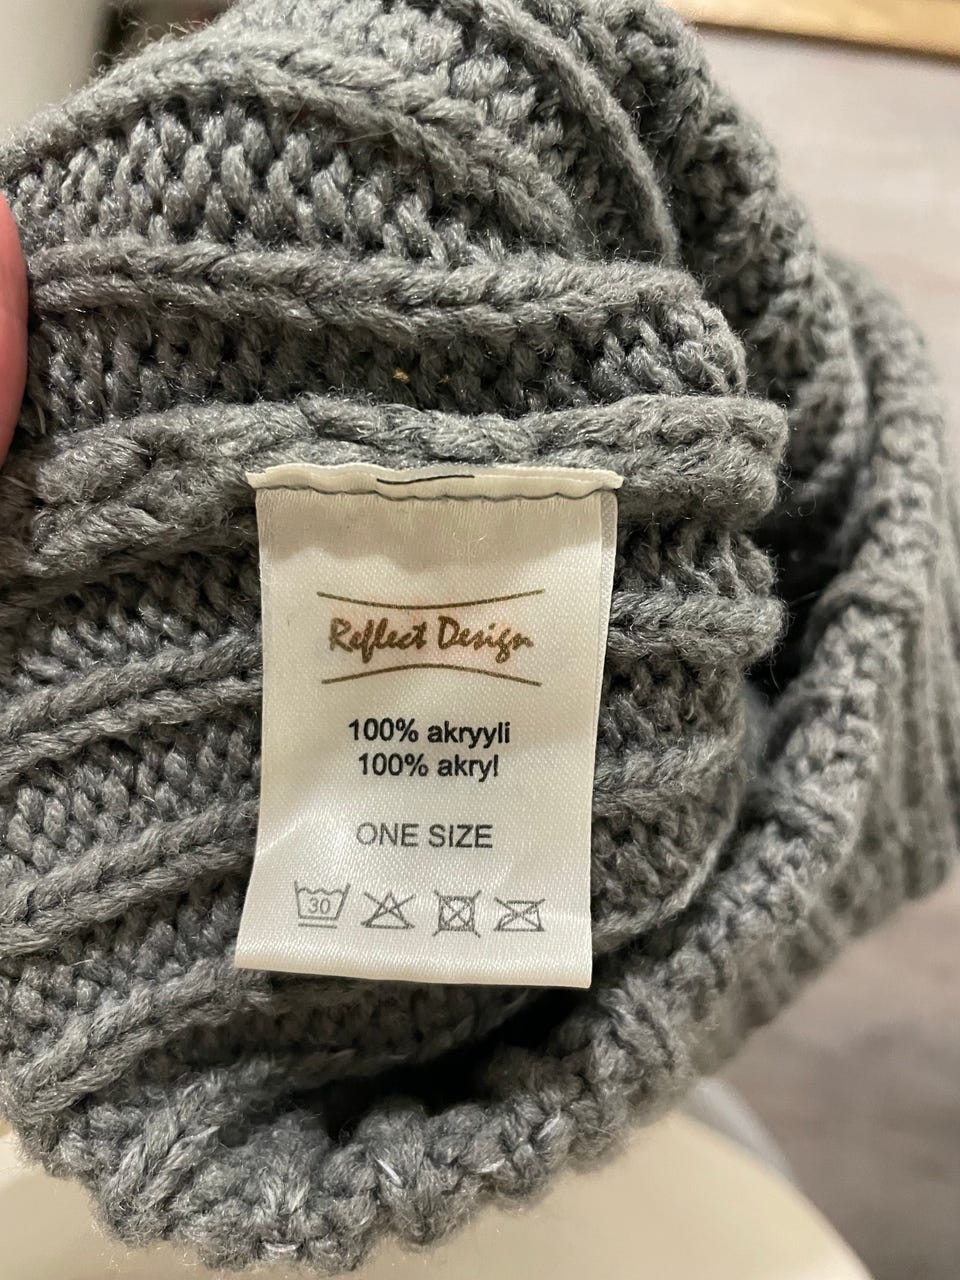 Reflect Design
100% akryyli
100% akryl
ONE SIZE
30